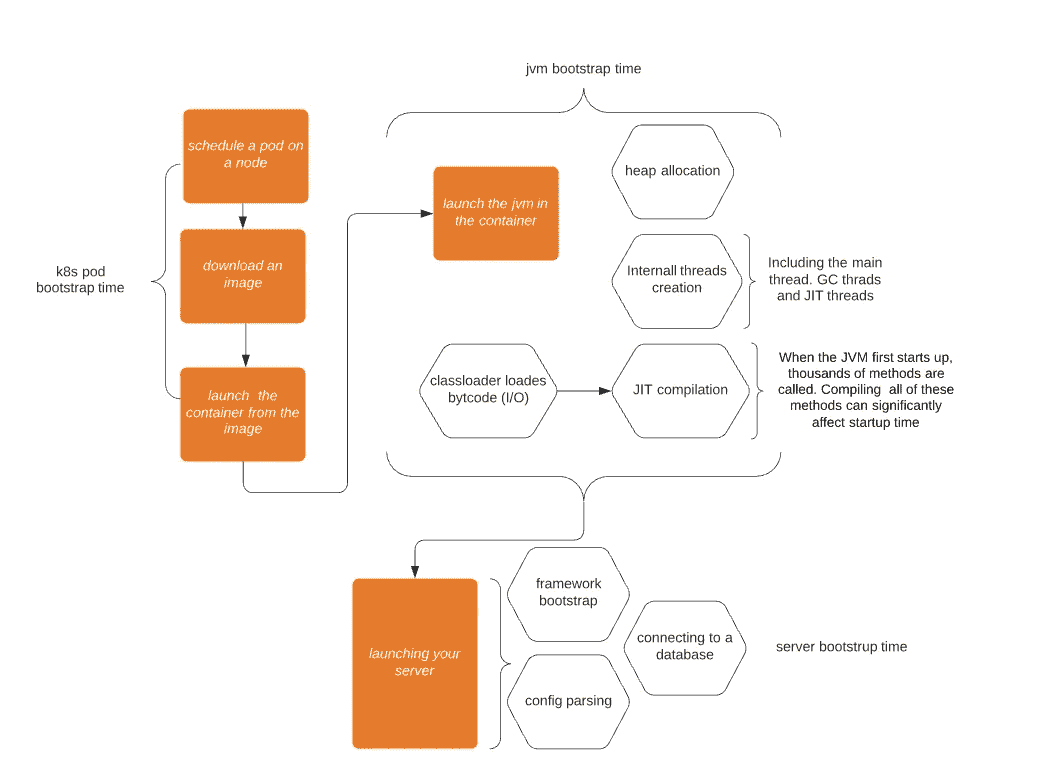 jvm bootstrap time
schedule a pod on
a node
heap allocation
launch the jvm in
the container
k8s pod
bootstrap time
download an
image
Internall threads
creation
Including the main
thread. GC thrads
and JIT threads
launch the
container from the
image
classloader loades
bytcode (I/O)
JIT compilation
When the JVM first starts up,
thousands of methods are
called. Compiling all of these
methods can significantly
affect startup time
launching your
server
framework
bootstrap
connecting to a
database
config parsing
server bootstrup time